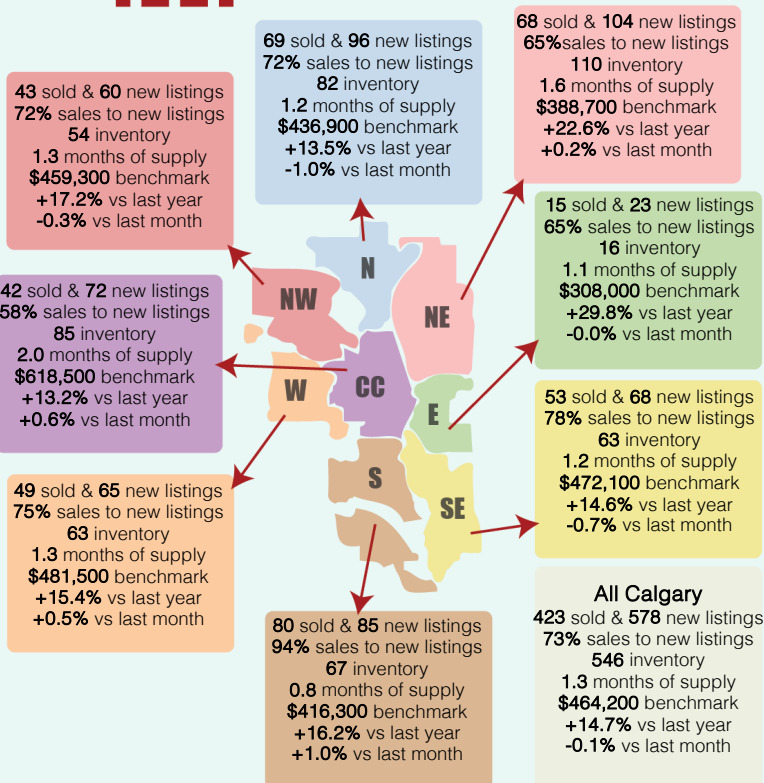 69 sold & 96 new listings
72% sales to new listings
82 inventory
1.2 months of supply
$436,900 benchmark
+13.5% vs last year
-1.0% vs last month
68 sold & 104 new listings
65%sales to new listings
110 inventory
1.6 months of supply
$388,700 benchmark
+22.6% vs last year
+0.2% vs last month
43 sold & 60 new listings
72% sales to new listings
54 inventory
1.3 months of supply
$459,300 benchmark
+17.2% vs last year
-0.3% vs last month
15 sold & 23 new listings
65% sales to new listings
16 inventory
1.1 months of supply
$308,000 benchmark
+29.8% vs last year
-0.0% vs last month
N
NW
NE
W
CC
E
S
SE
42 sold & 72 new listings
58% sales to new listings
85 inventory
2.0 months of supply
$618,500 benchmark
+13.2% vs last year
+0.6% vs last month
53 sold & 68 new listings
78% sales to new listings
63 inventory
1.2 months of supply
$472,100 benchmark
+14.6% vs last year
-0.7% vs last month
49 sold & 65 new listings
75% sales to new listings
63 inventory
1.3 months of supply
$481,500 benchmark
+15.4% vs last year
+0.5% vs last month
80 sold & 85 new listings
94% sales to new listings
67 inventory
0.8 months of supply
$416,300 benchmark
+16.2% vs last year
+1.0% vs last month
All Calgary
423 sold & 578 new listings
73% sales to new listings
546 inventory
1.3 months of supply
$464,200 benchmark
+14.7% vs last year
-0.1% vs last month